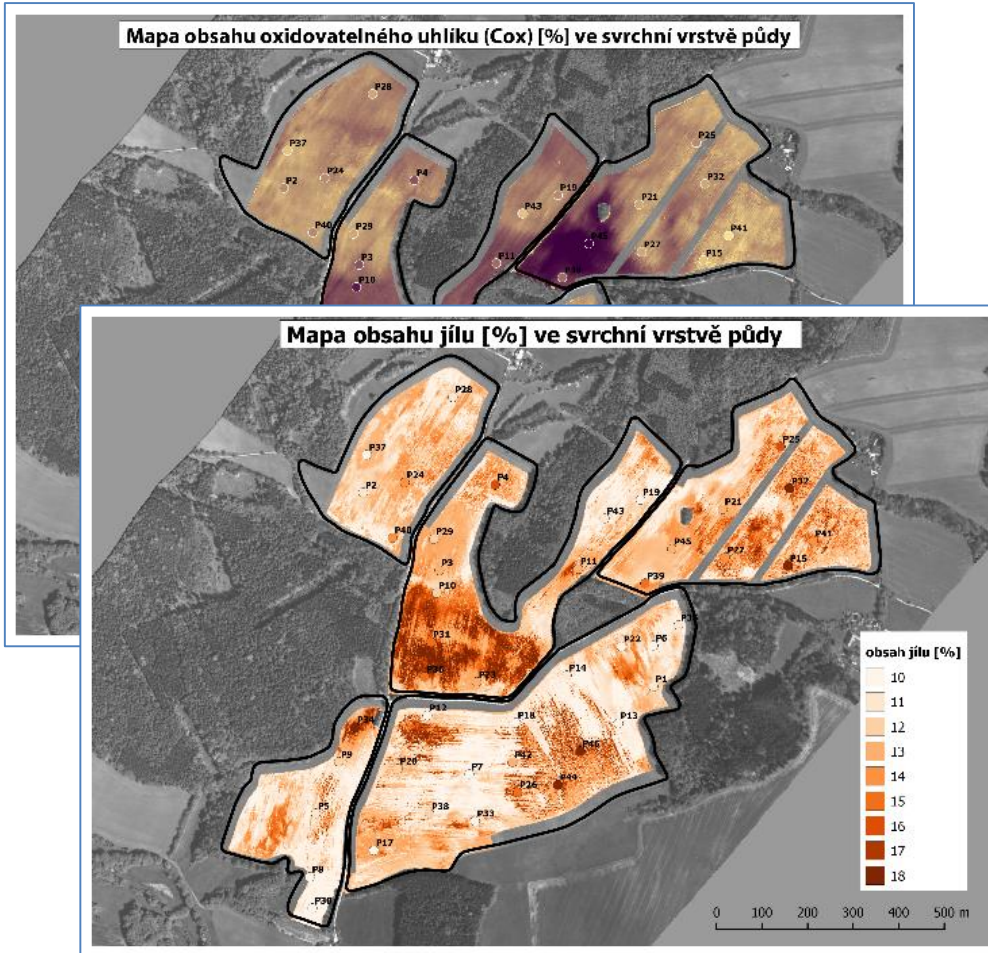 Mapa obsahu oxidovatelného uhlíku (Cox) [%] ve svrchní vrstvě půdy
P28
P37
P2
P24
P4
P40
P29
P3
P10
P19
P43
P11
P25
P32
P21
P41
P27
P15
Mapa obsahu jílu [%] ve svrchní vrstvě půdy
P28
P37
P24
P2
P4
P40
P29
P3
P10
P31
P19
P43
P11
P25
P32
P21
P45
P41
P27
P15
P39
P22
P6
P14
P1
P13
P34
P12
P18
P9
P20
P42
P46
P7
P26
P44
P5
P38
P33
P17
P8
P30
obsah jílu [%]
10
11
12
13
14
15
16
17
18
0 100 200 300 400 500 m